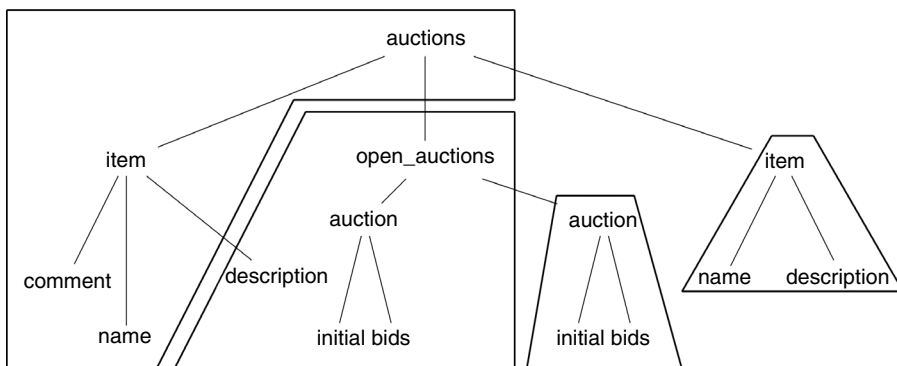 auctions
item
open_auctions
item
auction
auction
comment
description
name
description
name
initial bids
initial bids